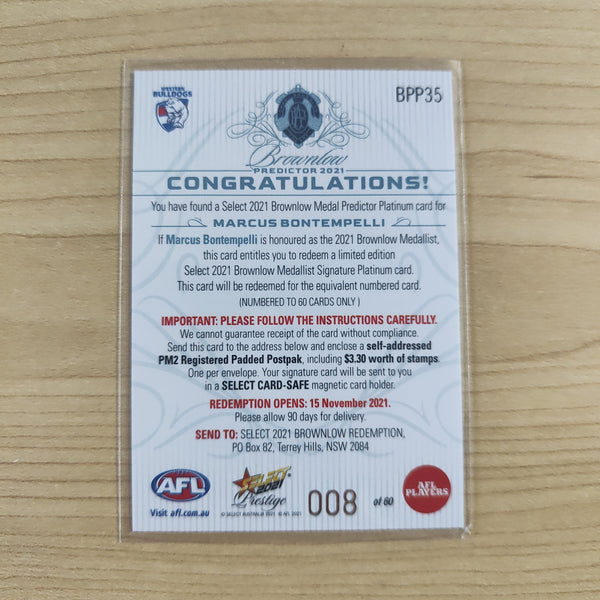 WESTERN
BULLDOGS
BPP35
Brownlow
PREDICTOR 2021
CONGRATULATIONS!
You have found a Select 2021 Brownlow Medal Predictor Platinum card for
MARCUS BONTEMPELLI
If Marcus Bontempelli is honoured as the 2021 Brownlow Medallist,
this card entitles you to redeem a limited edition
Select 2021 Brownlow Medallist Signature Platinum card.
This card will be redeemed for the equivalent numbered card.
(NUMBERED TO 60 CARDS ONLY )
IMPORTANT: PLEASE FOLLOW THE INSTRUCTIONS CAREFULLY.
We cannot guarantee receipt of the card without compliance.
Send this card to the address below and enclose a self-addressed
PM2 Registered Padded Postpak, including $3.30 worth of stamps.
One per envelope. Your signature card will be sent to you
in a SELECT CARD-SAFE magnetic card holder.
REDEMPTION OPENS: 15 November 2021.
Please allow 90 days for delivery.
SEND TO: SELECT 2021 BROWNLOW REDEMPTION,
PO Box 82, Terrey Hills, NSW 2084
AFL
Visit afl.com.au
SELECT
2021
Prestige
© SELECT AUSTRALIA 2021 © AFL 2021
008 of 60
AFL
PLAYERS